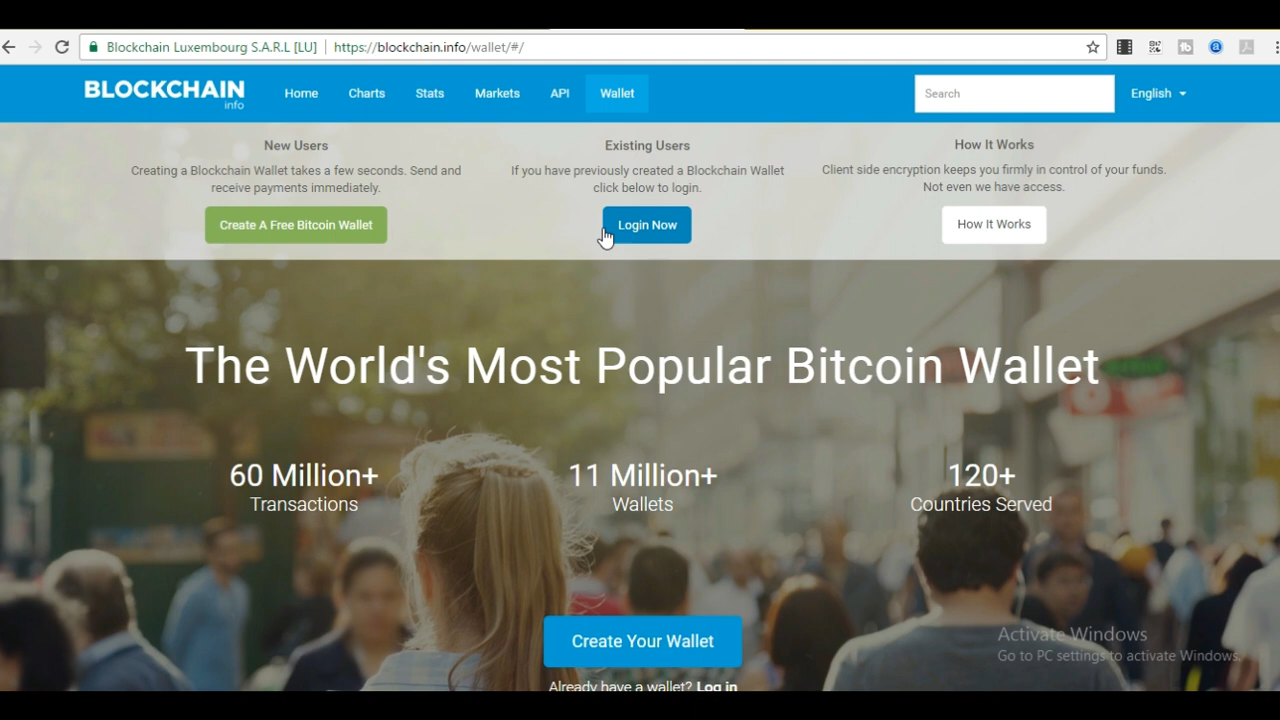 Blockchain Luxembourg S.A.R.L [LU] https://blockchain.info/wallet/#/
BLOCKCHAIN
info
Home Charts Stats Markets API Wallet Search English
New Users
Creating a Blockchain Wallet takes a few seconds. Send and
receive payments immediately.
Create A Free Bitcoin Wallet
Existing Users
If you have previously created a Blockchain Wallet
click below to login.
Login Now
How It Works
Client side encryption keeps you firmly in control of your funds.
Not even we have access.
How It Works
The World's Most Popular Bitcoin Wallet
60 Million+
Transactions
11 Million+
Wallets
120+
Countries Served
Create Your Wallet
Already have a wallet? Log in
Activate Windows
Go to PC settings to activate Windows.